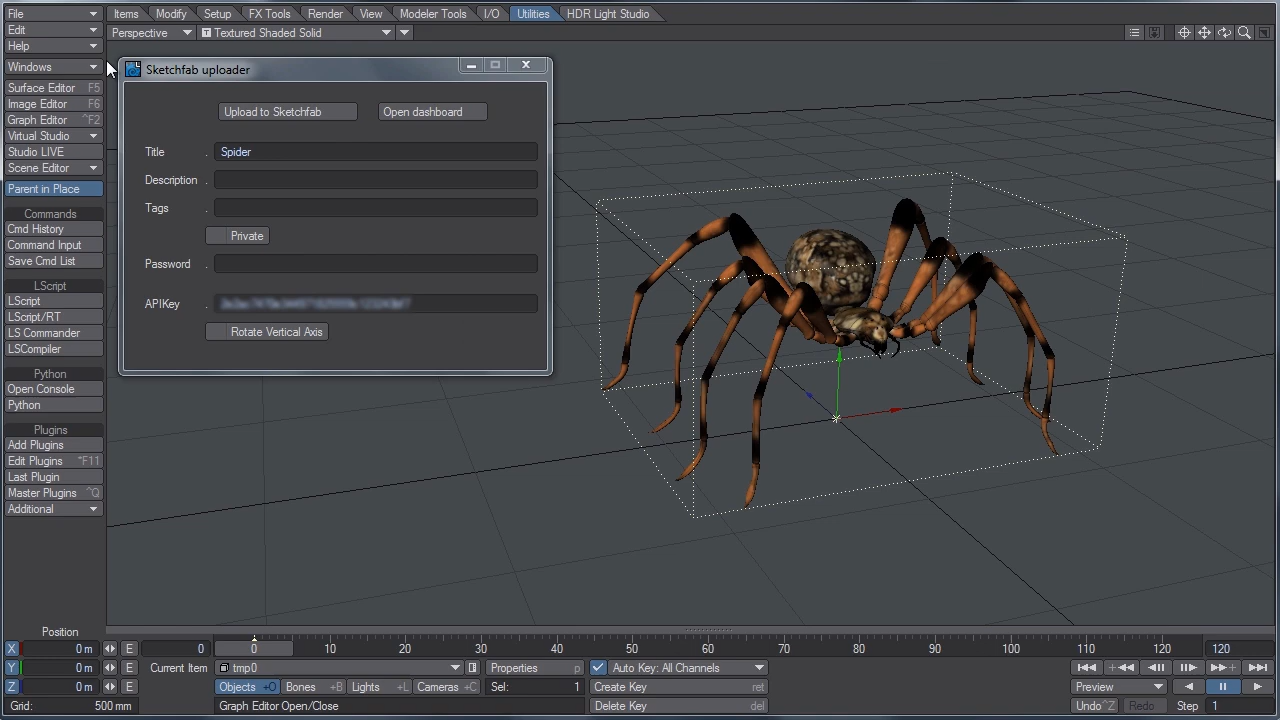 File Items Modify Setup FX Tools Render View Modeler Tools I/O Utilities HDR Light Studio
Edit Perspective Textured Shaded Solid
Help
Windows
Surface Editor F5
Image Editor F6
Graph Editor ^F2
Virtual Studio
Studio LIVE
Scene Editor
Parent in Place
Commands
Cmd History
Command Input
Save Cmd List
LScript
LScript
LScript/RT
LS Commander
LSCompiler
Python
Open Console
Python
Plugins
Add Plugins
Edit Plugins *F11
Last Plugin
Master Plugins ^Q
Additional
Sketchfab uploader
Upload to Sketchfab Open dashboard
Title . Spider
Description .
Tags .
Private
Password .
APIKey .
Rotate Vertical Axis
Position
X 0 m E 0 0 10 20 30 40 50 60 70 80 90 100 110 120 120
Y 0 m E Current Item tmp0 Properties p Auto Key: All Channels
Z 0 m E Objects +O Bones +B Lights +L Cameras +C Sel: 1 Create Key ret Preview
Grid: 500 mm Graph Editor Open/Close Delete Key del Undo ^Z Redo Step 1